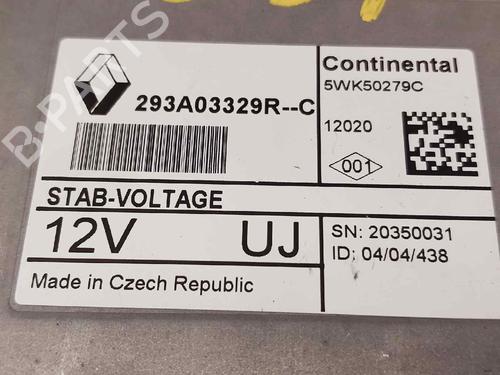 293A03329R--C
Continental
5WK50279C
12020
001
STAB-VOLTAGE
12V UJ
SN: 20350031
ID: 04/04/438
Made in Czech Republic
B-PARTS